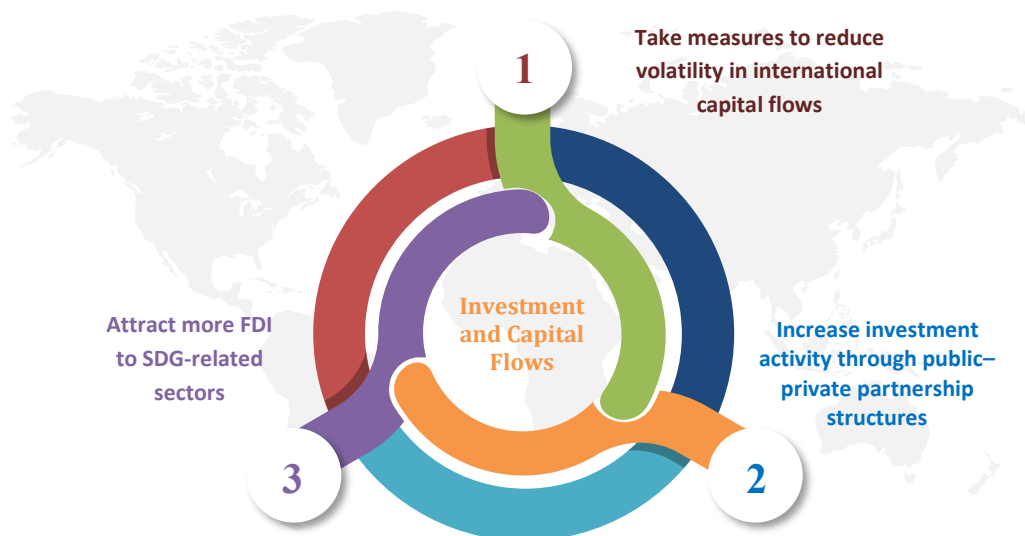 1
Take measures to reduce
volatility in international
capital flows
Investment
and Capital
Flows
Attract more FDI
to SDG-related
sectors
Increase investment
activity through public–
private partnership
structures
3
2